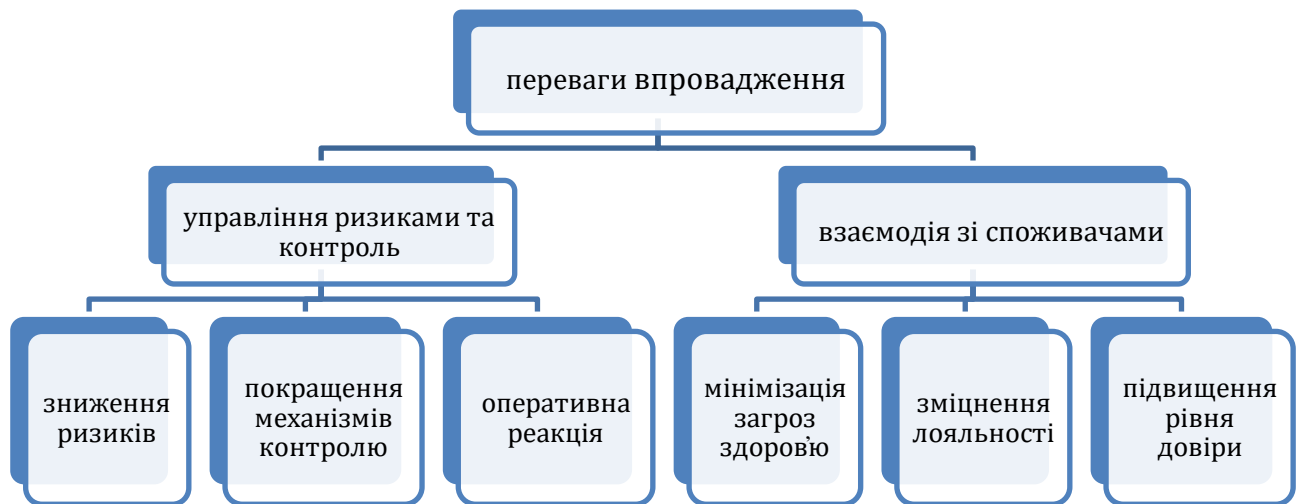 переваги впровадження
управління ризиками та
контроль
взаємодія зі споживачами
зниження
ризиків
покращення
механізмів
контролю
оперативна
реакція
мінімізація
загроз
здоров'ю
зміцнення
лояльності
підвищення
рівня
довіри